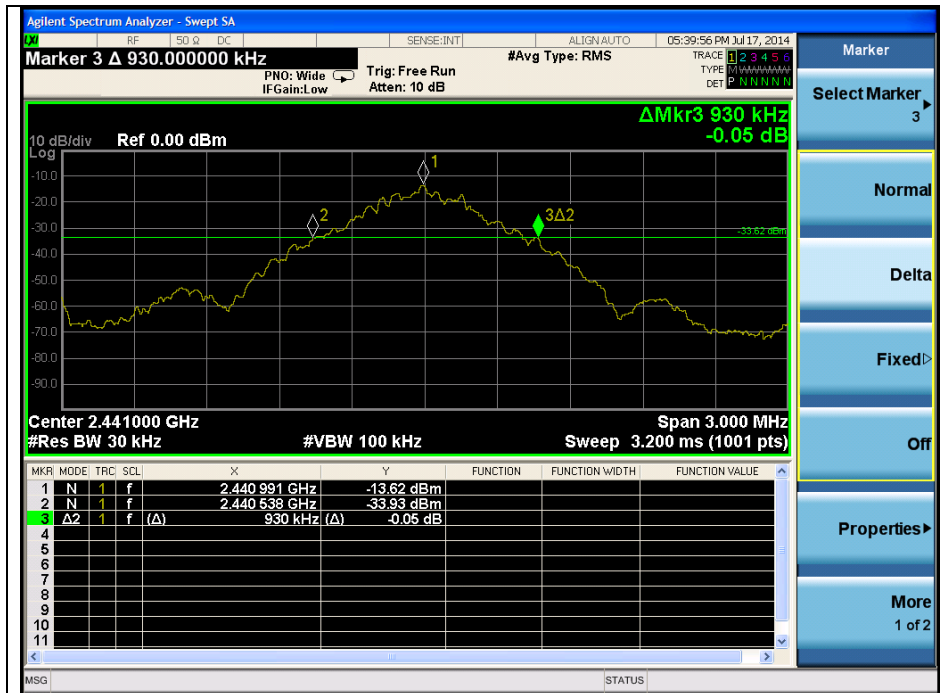 Agilent Spectrum Analyzer - Swept SA
LXI RF 50 Ω DC SENSE:INT ALIGN AUTO 05:39:56 PM Jul 17, 2014
Marker 3 Δ 930.000000 kHz
#Avg Type: RMS
TRACE 1 2 3 4 5 6
PNO: Wide Trig: Free Run
TYPE M
IFGain:Low Atten: 10 dB
DET P N N N N N
ΔMkr3 930 kHz
-0.05 dB
10 dB/div Ref 0.00 dBm
Log
1
-10.0
-20.0
2
3Δ2
-30.0
-33.62 dBm
-40.0
-50.0
-60.0
-70.0
-80.0
-90.0
Center 2.441000 GHz Span 3.000 MHz
#Res BW 30 kHz #VBW 100 kHz Sweep 3.200 ms (1001 pts)
MKR MODE TRC SCL X Y FUNCTION FUNCTION WIDTH FUNCTION VALUE
1 N 1 f 2.440 991 GHz -13.62 dBm
2 N 1 f 2.440 538 GHz -33.93 dBm
3 Δ2 1 f (Δ) 930 kHz (Δ) -0.05 dB
4
5
6
7
8
9
10
11
MSG STATUS
Marker
Select Marker
3
Normal
Delta
Fixed
Off
Properties
More
1 of 2